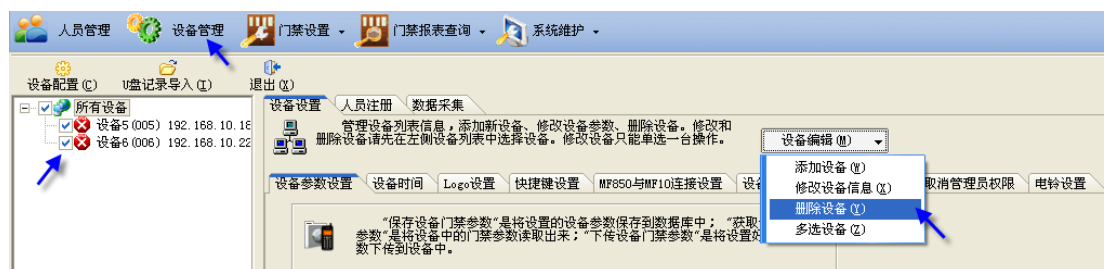 人员管理 设备管理 门禁设置 门禁报表查询 系统维护
设备配置(C) U盘记录导入(I) 退出(X)
所有设备
设备5(005) 192.168.10.18
设备6(006) 192.168.10.22
设备设置 人员注册 数据采集
管理设备列表信息，添加新设备、修改设备参数、删除设备。修改和
删除设备请先在左侧设备列表中选择设备。修改设备只能单选一台操作。
设备编辑(M)
添加设备(W)
修改设备信息(X)
删除设备(Y)
多选设备(Z)
设备参数设置 设备时间 Logo设置 快捷键设置 MF850与MF10连接设置 设 取消管理员权限 电铃设置
“保存设备门禁参数”是将设置的设备参数保存到数据库中； “获取
参数”是将设备中的门禁参数读取出来；“下传设备门禁参数”是将设置
数下传到设备中。